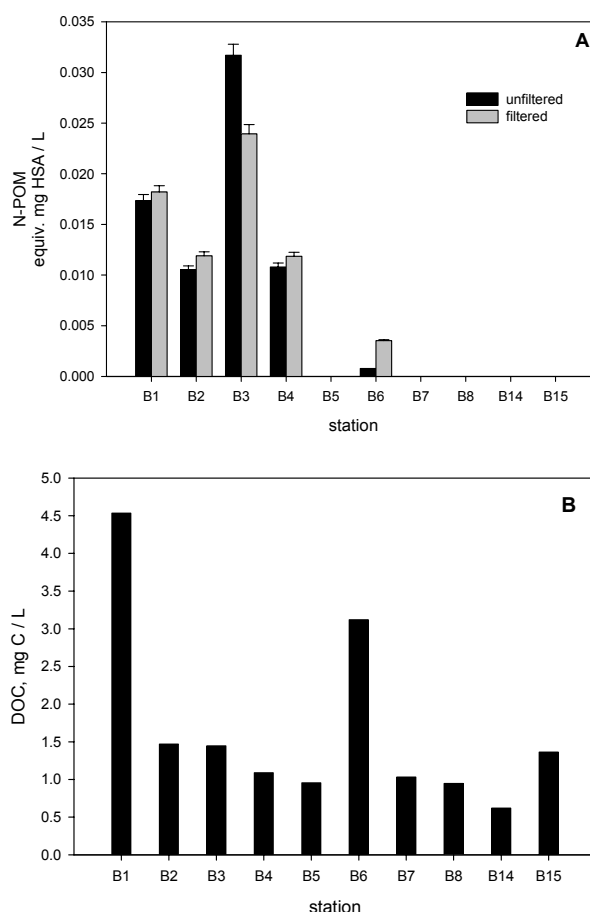 A
0.035
0.030
0.025
0.020
0.015
0.010
0.005
0.000
N-POM
equiv. mg HSA / L
unfiltered
filtered
B1 B2 B3 B4 B5 B6 B7 B8 B14 B15
station
B
5.0
4.5
4.0
3.5
3.0
2.5
2.0
1.5
1.0
0.5
0.0
DOC, mg C / L
B1 B2 B3 B4 B5 B6 B7 B8 B14 B15
station